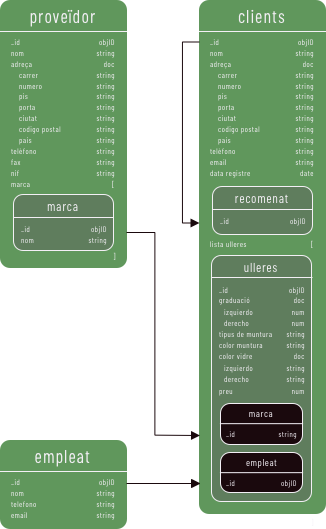 proveïdor
_id objID
nom string
adreça doc
carrer string
numero string
pis string
porta string
ciutat string
codigo postal string
pais string
telèfono string
fax string
nif string
marca [
marca
_id objID
nom string
]
empleat
_id objID
nom string
telefono string
email string
clients
_id objID
nom string
adreça doc
carrer string
numero string
pis string
porta string
ciutat string
codigo postal string
pais string
telèfono string
email string
data registre date
recomenat
_id objID
lista ulleres [
ulleres
_id objID
graduació doc
izquierdo num
derecho num
tipus de muntura string
color muntura string
color vidre doc
izquierdo string
derecho string
preu num
marca
_id string
empleat
_id objID